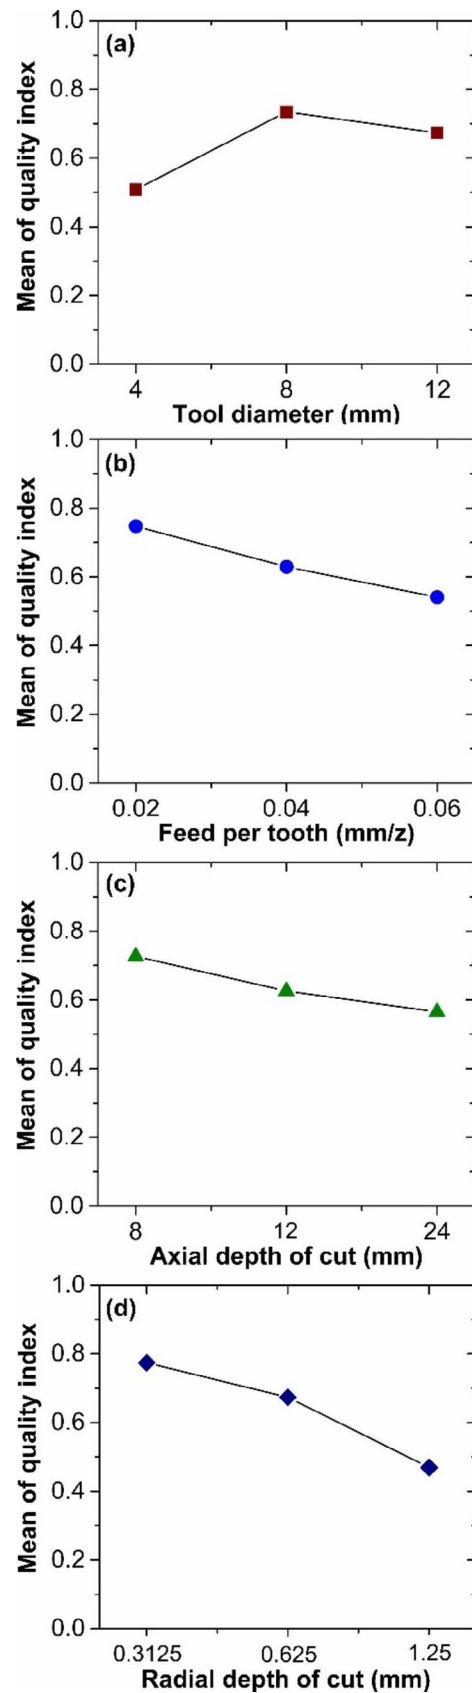 (a)
Mean of quality index
1.0
0.8
0.6
0.4
0.2
0.0
4 8 12
Tool diameter (mm)
(b)
Mean of quality index
1.0
0.8
0.6
0.4
0.2
0.0
0.02 0.04 0.06
Feed per tooth (mm/z)
(c)
Mean of quality index
1.0
0.8
0.6
0.4
0.2
0.0
8 12 24
Axial depth of cut (mm)
(d)
Mean of quality index
1.0
0.8
0.6
0.4
0.2
0.0
0.3125 0.625 1.25
Radial depth of cut (mm)